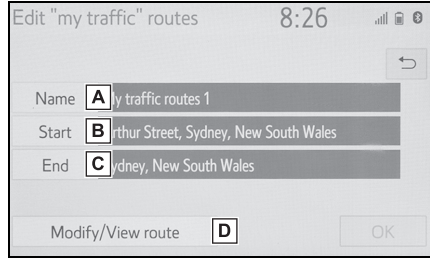 Edit "my traffic" routes 8:26
Name A y traffic routes 1
Start B rthur Street, Sydney, New South Wales
End C ydney, New South Wales
Modify/View route D OK